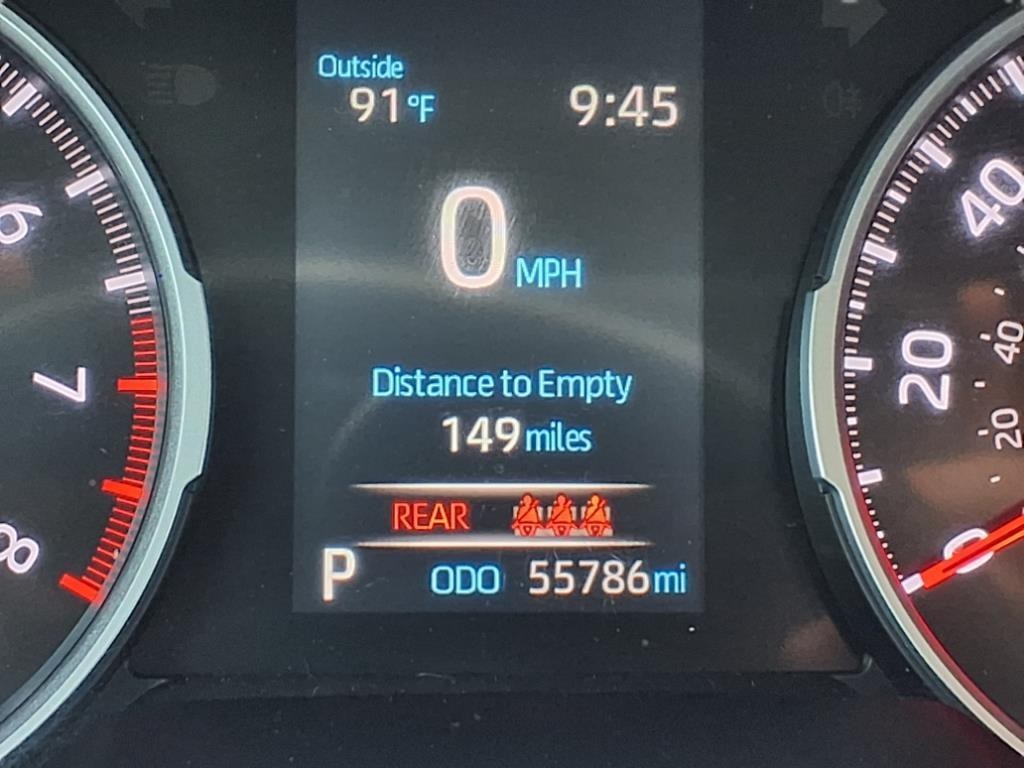 Outside
91°F 9:45
0 MPH
Distance to Empty
149 miles
REAR
P ODO 55786 mi
6
7
8
40
20
0
40
20